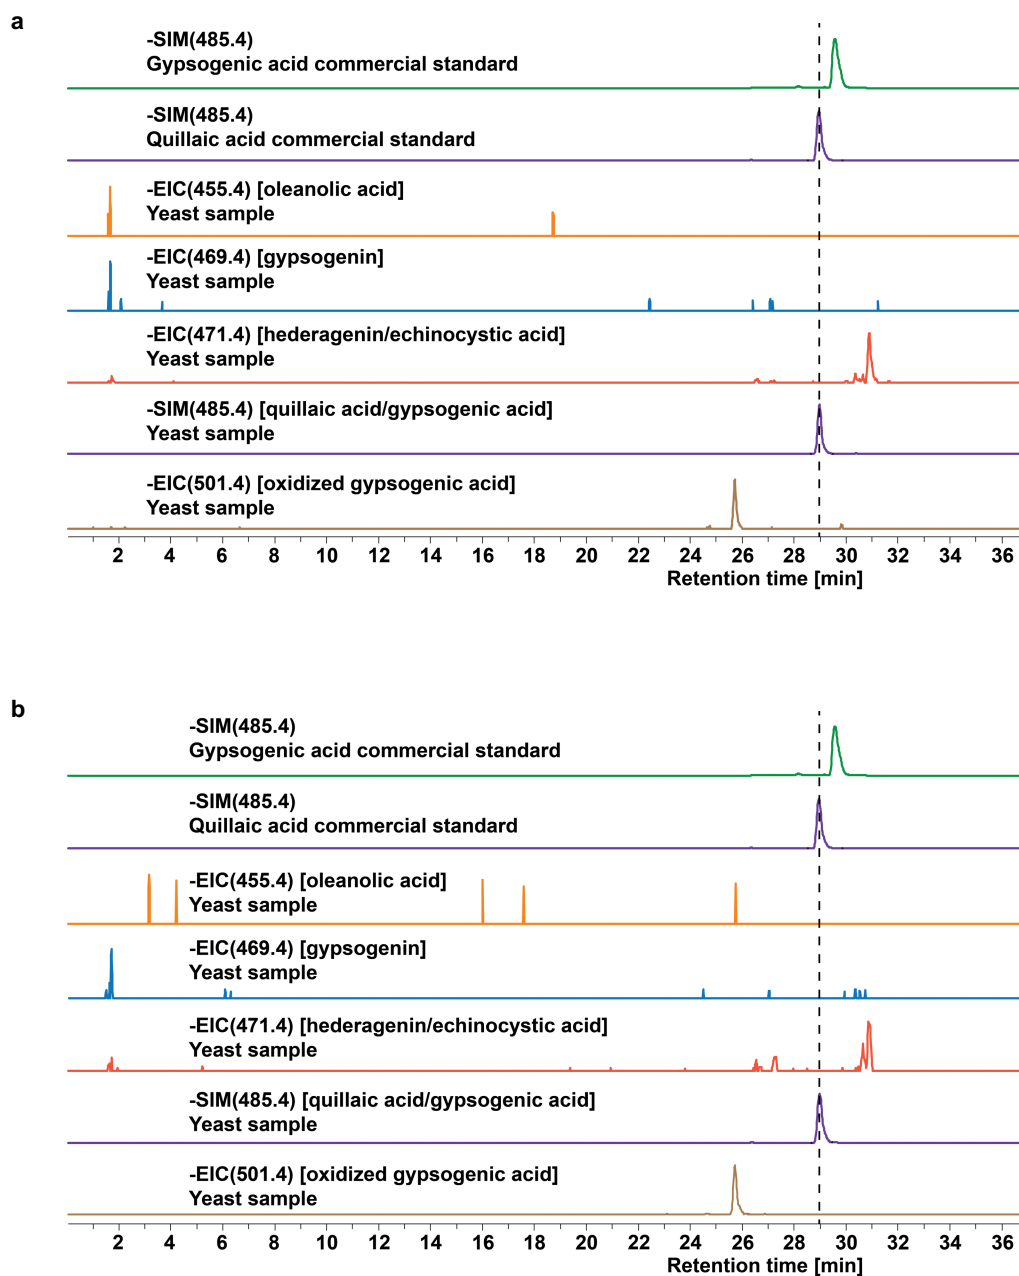 a
-SIM(485.4)
Gypsogenic acid commercial standard
-SIM(485.4)
Quillaic acid commercial standard
-EIC(455.4) [oleanolic acid]
Yeast sample
-EIC(469.4) [gypsogenin]
Yeast sample
-EIC(471.4) [hederagenin/echinocystic acid]
Yeast sample
-SIM(485.4) [quillaic acid/gypsogenic acid]
Yeast sample
-EIC(501.4) [oxidized gypsogenic acid]
Yeast sample
2 4 6 8 10 12 14 16 18 20 22 24 26 28 30 32 34 36
Retention time [min]
b
-SIM(485.4)
Gypsogenic acid commercial standard
-SIM(485.4)
Quillaic acid commercial standard
-EIC(455.4) [oleanolic acid]
Yeast sample
-EIC(469.4) [gypsogenin]
Yeast sample
-EIC(471.4) [hederagenin/echinocystic acid]
Yeast sample
-SIM(485.4) [quillaic acid/gypsogenic acid]
Yeast sample
-EIC(501.4) [oxidized gypsogenic acid]
Yeast sample
2 4 6 8 10 12 14 16 18 20 22 24 26 28 30 32 34 36
Retention time [min]